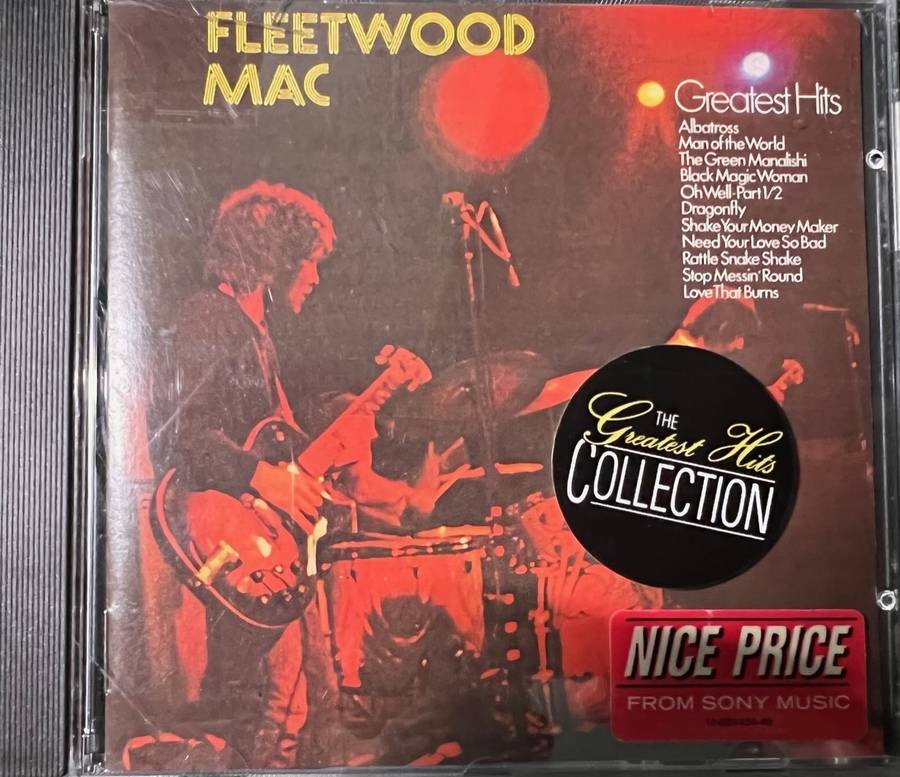 FLEETWOOD
MAC
Greatest Hits
Albatross
Man of the World
The Green Manalishi
Black Magic Woman
Oh Well-Part 1/2
Dragonfly
Shake Your Money Maker
Need Your Love So Bad
Rattle Snake Shake
Stop Messin' Round
Love That Burns
THE
Greatest Hits
COLLECTION
NICE PRICE
FROM SONY MUSIC